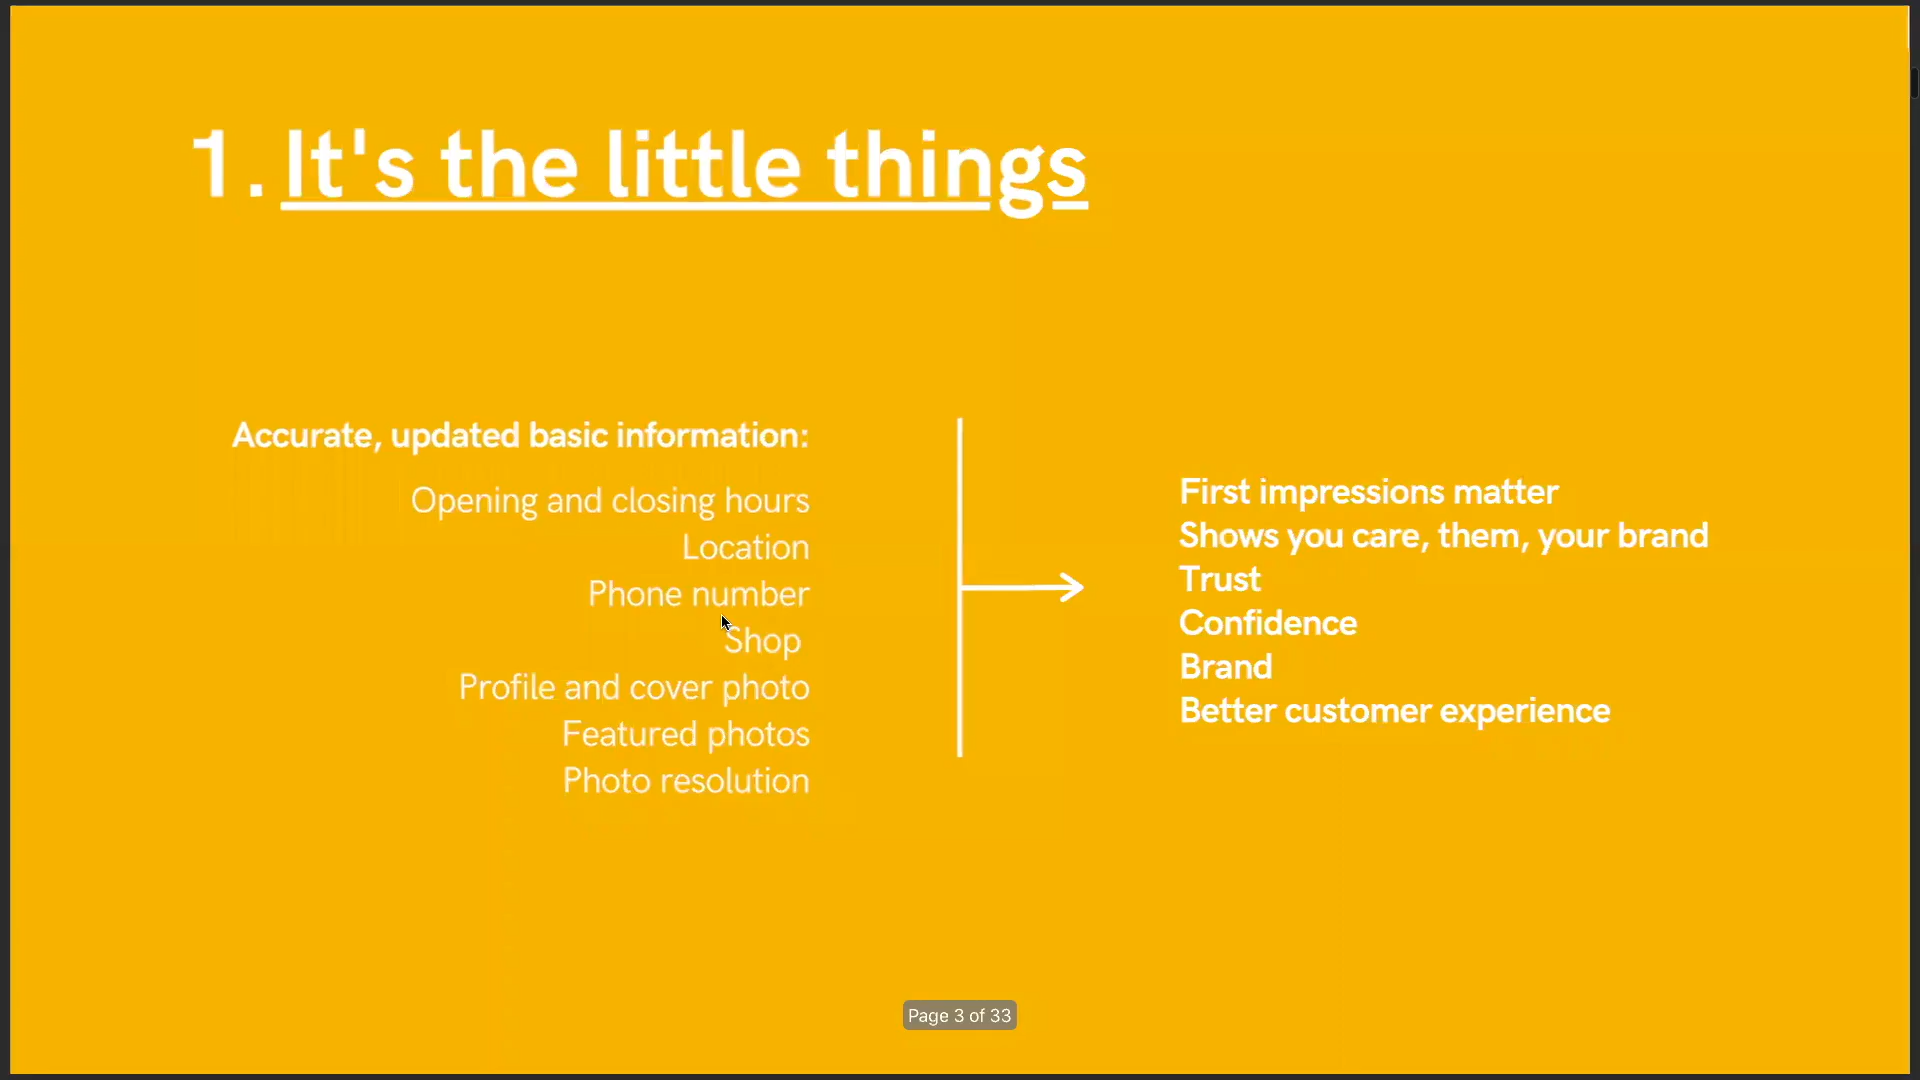 1. It's the little things
Accurate, updated basic information:
Opening and closing hours
Location
Phone number
Shop
Profile and cover photo
Featured photos
Photo resolution
First impressions matter
Shows you care, them, your brand
Trust
Confidence
Brand
Better customer experience
Page 3 of 33